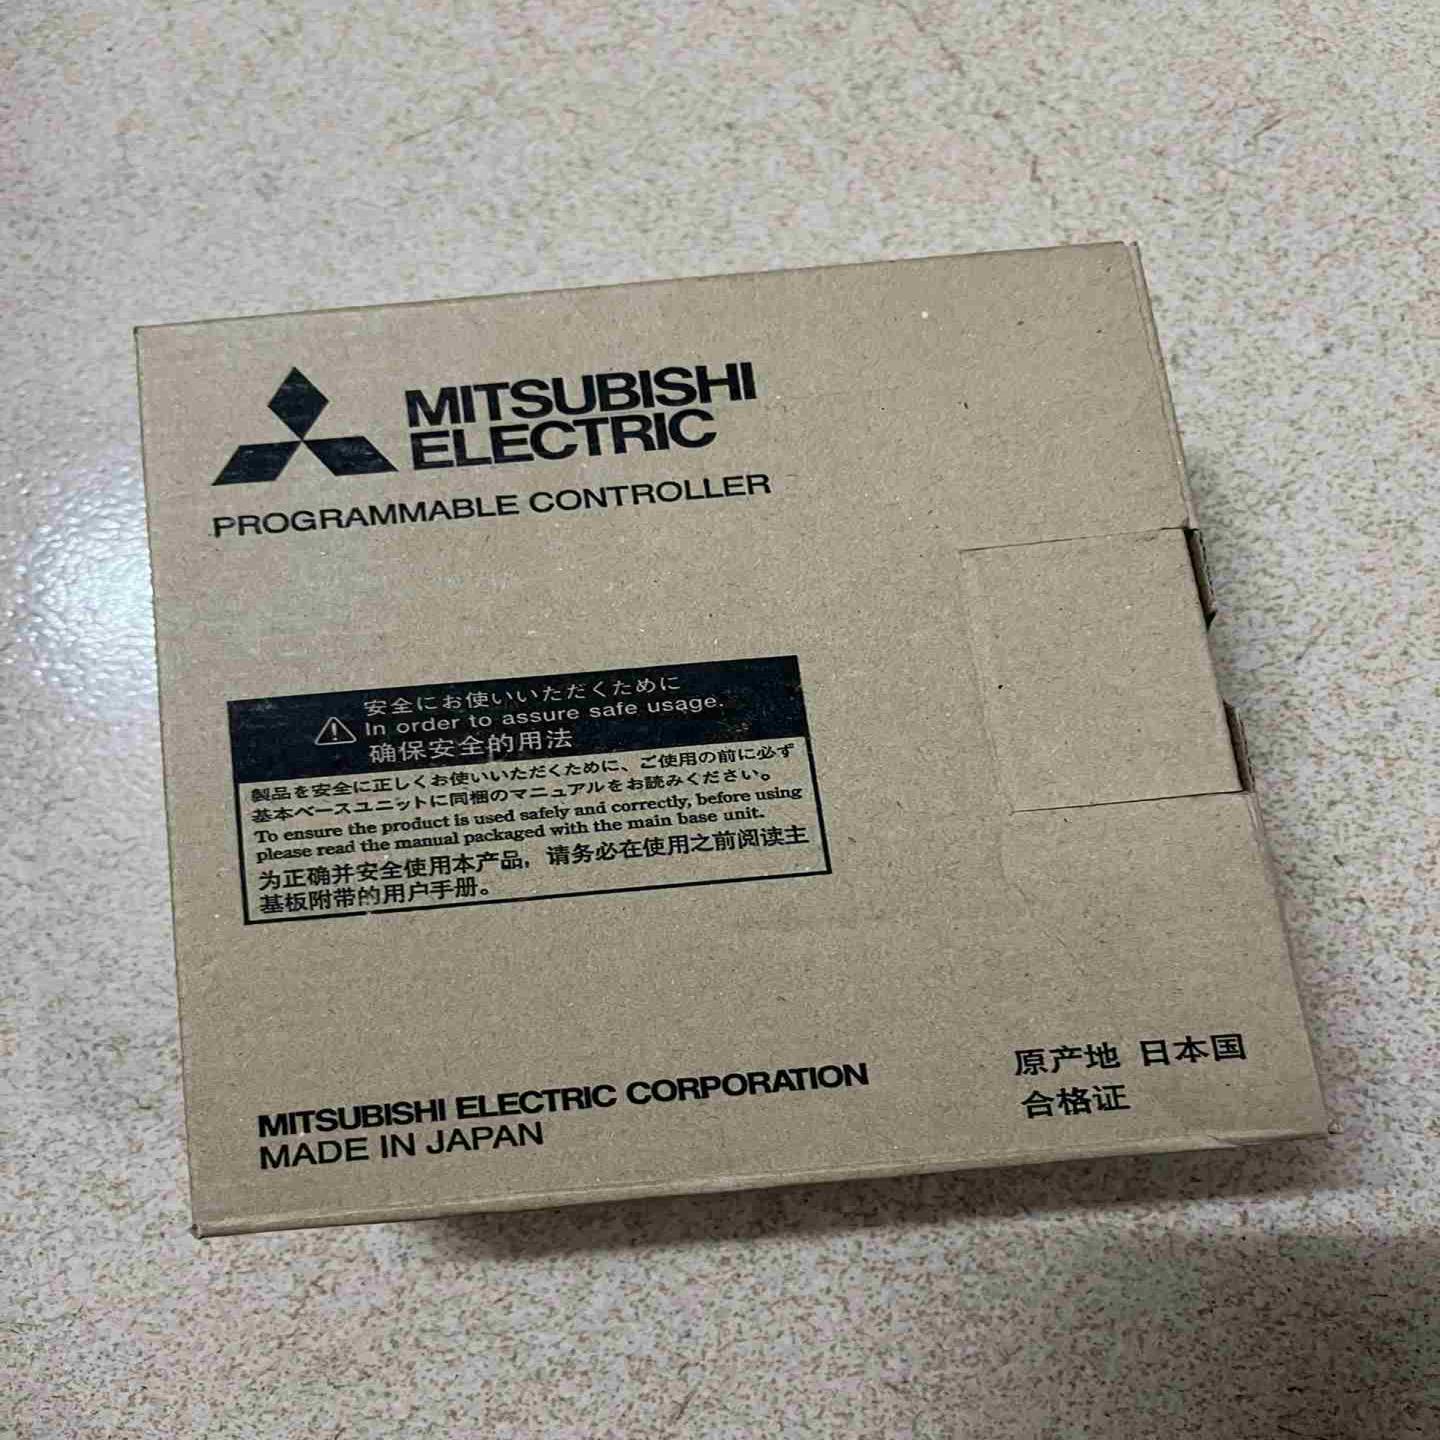 MITSUBISHI
ELECTRIC
PROGRAMMABLE CONTROLLER
安全にお使いいただくために
In order to assure safe usage.
确保安全的用法
製品を安全に正しくお使いいただくために、ご使用の前に必ず
基本ベースユニットに同梱のマニュアルをお読みください。
To ensure the product is used safely and correctly, before using
please read the manual packaged with the main base unit.
为正确并安全使用本产品，请务必在使用之前阅读主
基板附带的用户手册。
MITSUBISHI ELECTRIC CORPORATION
MADE IN JAPAN
原产地 日本国
合格证